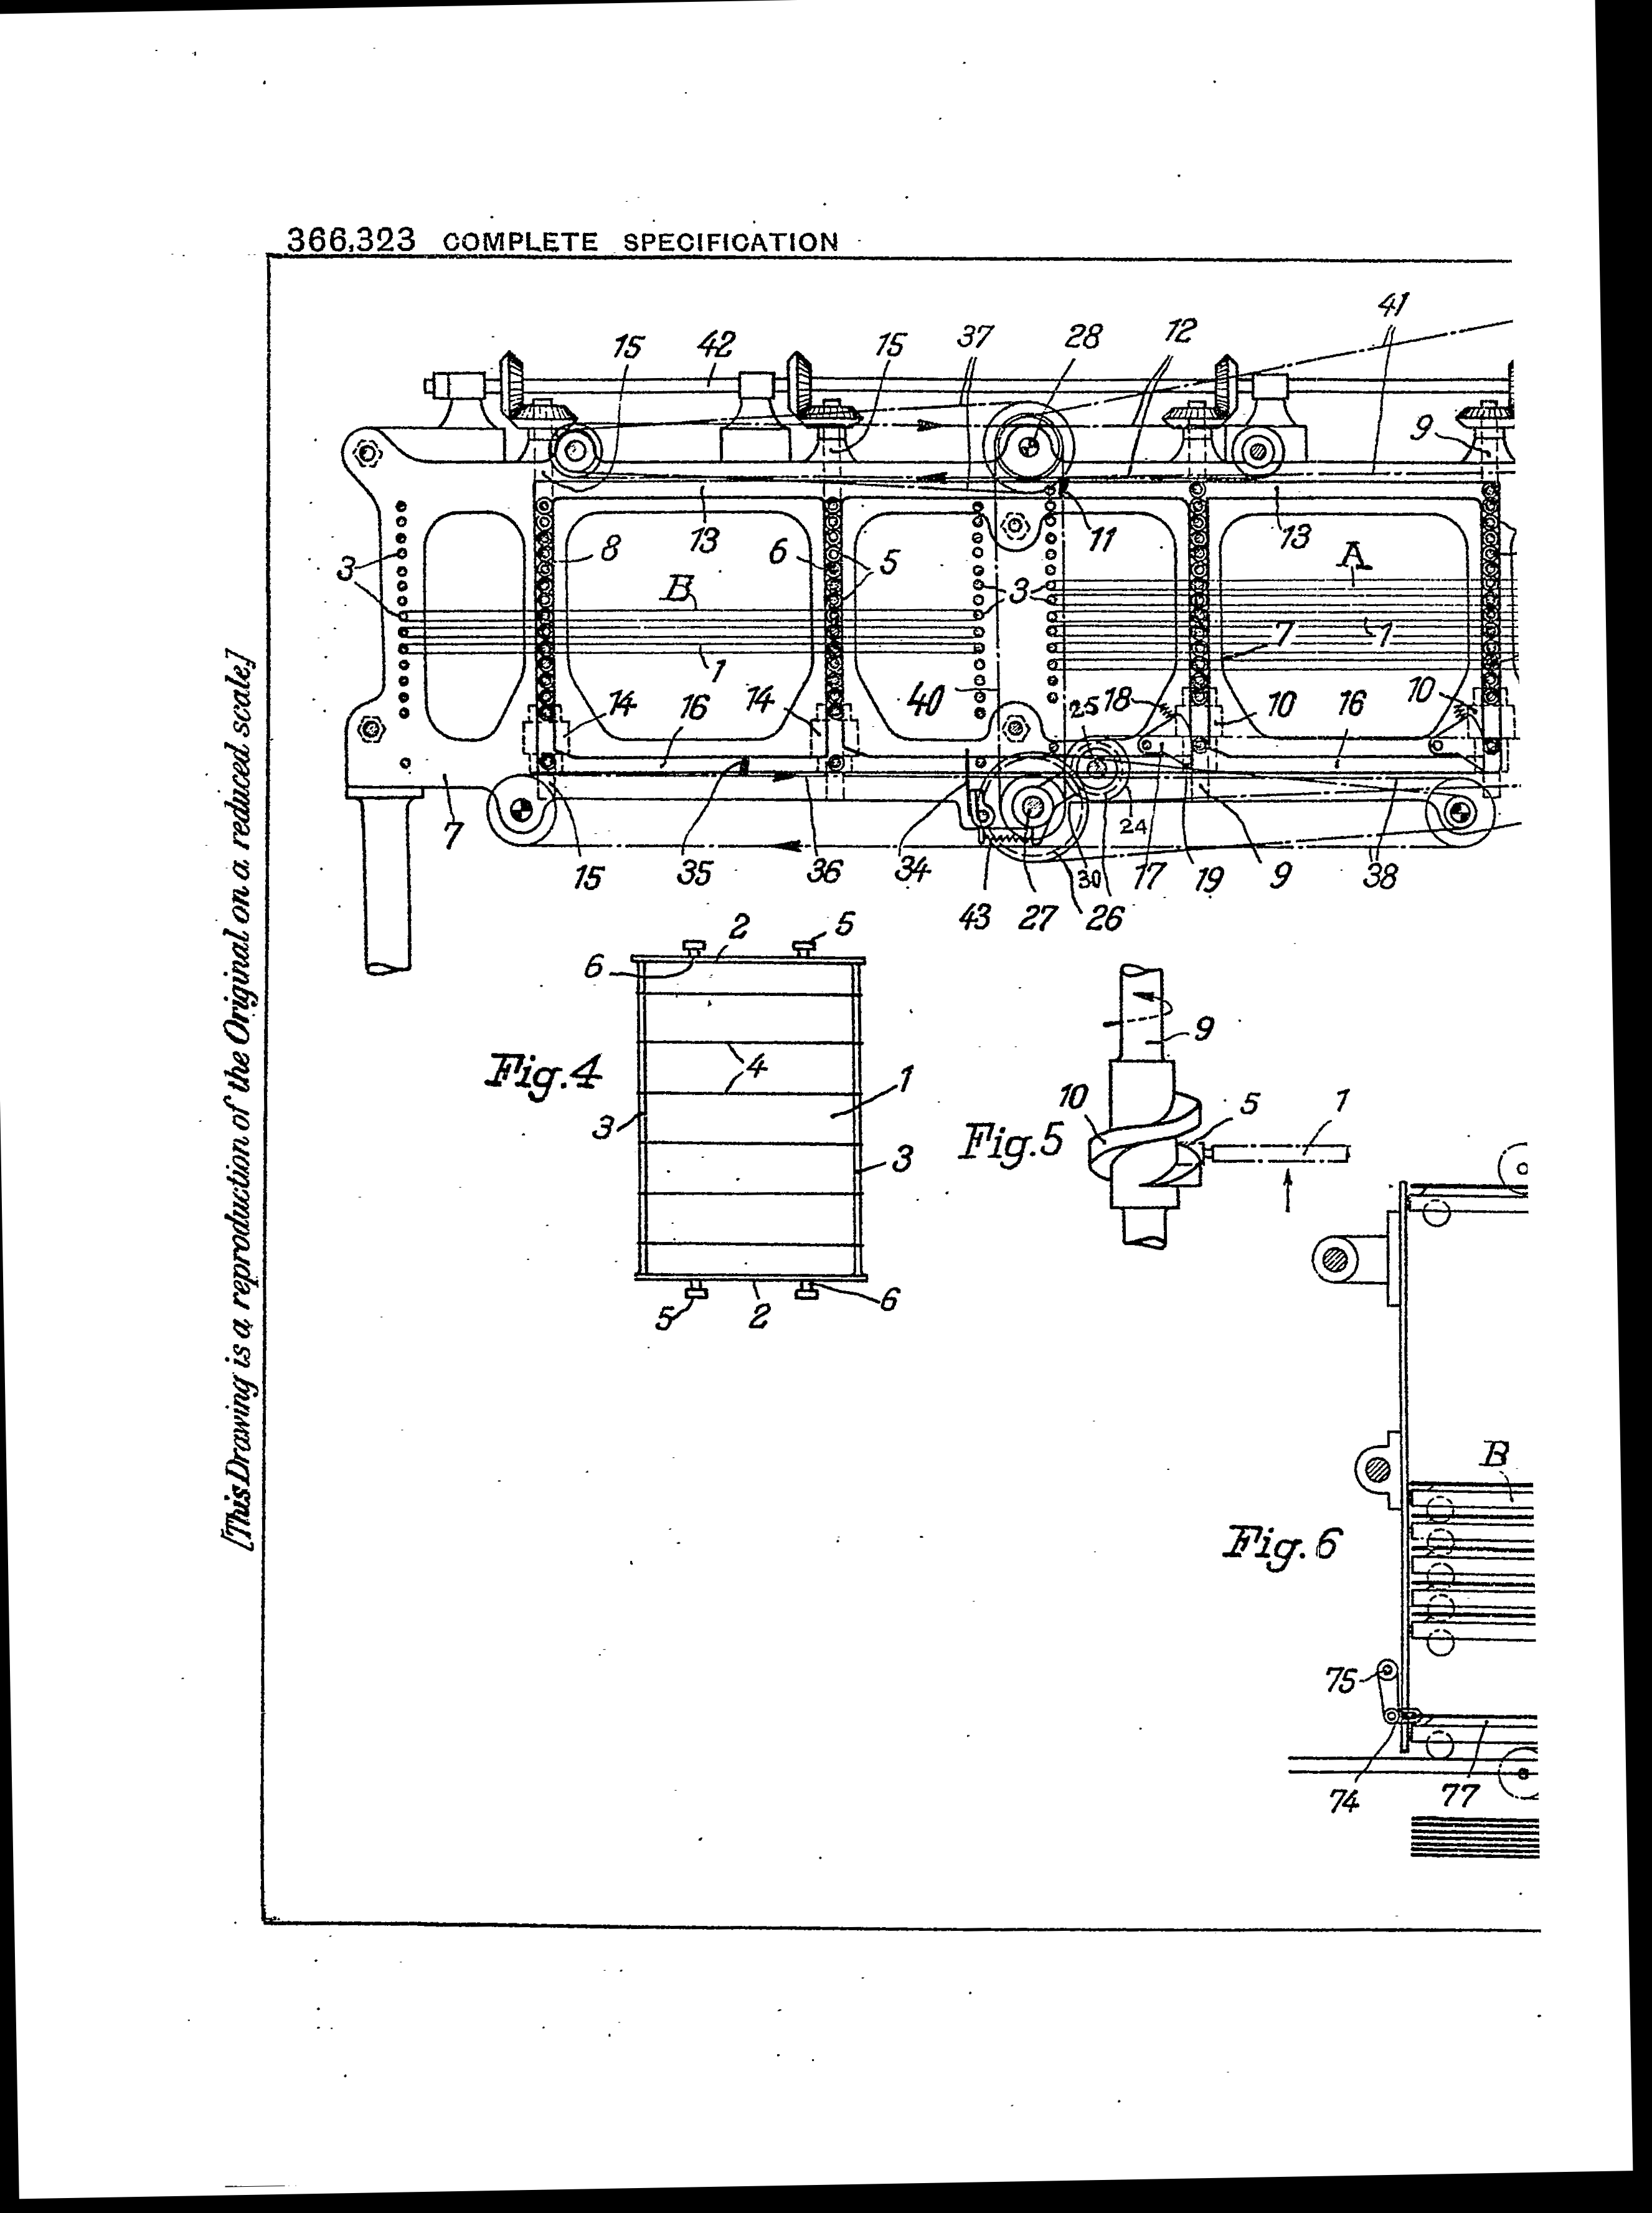 366,323 COMPLETE SPECIFICATION
[This Drawing is a reproduction of the Original on a reduced scale.]
41
15 42 15 37 28 12
9
13 11 13
3 8 6 5 3 A
B
1 1 7
14 16 14 40 25 18 10 16 10
7 24
15 35 36 34 30 17 19 9 38
43 27 26
2 5
6
Fig.4 4 1
3 3
5 2 6
9
10 5 1
Fig.5
B
Fig.6
75
74 77